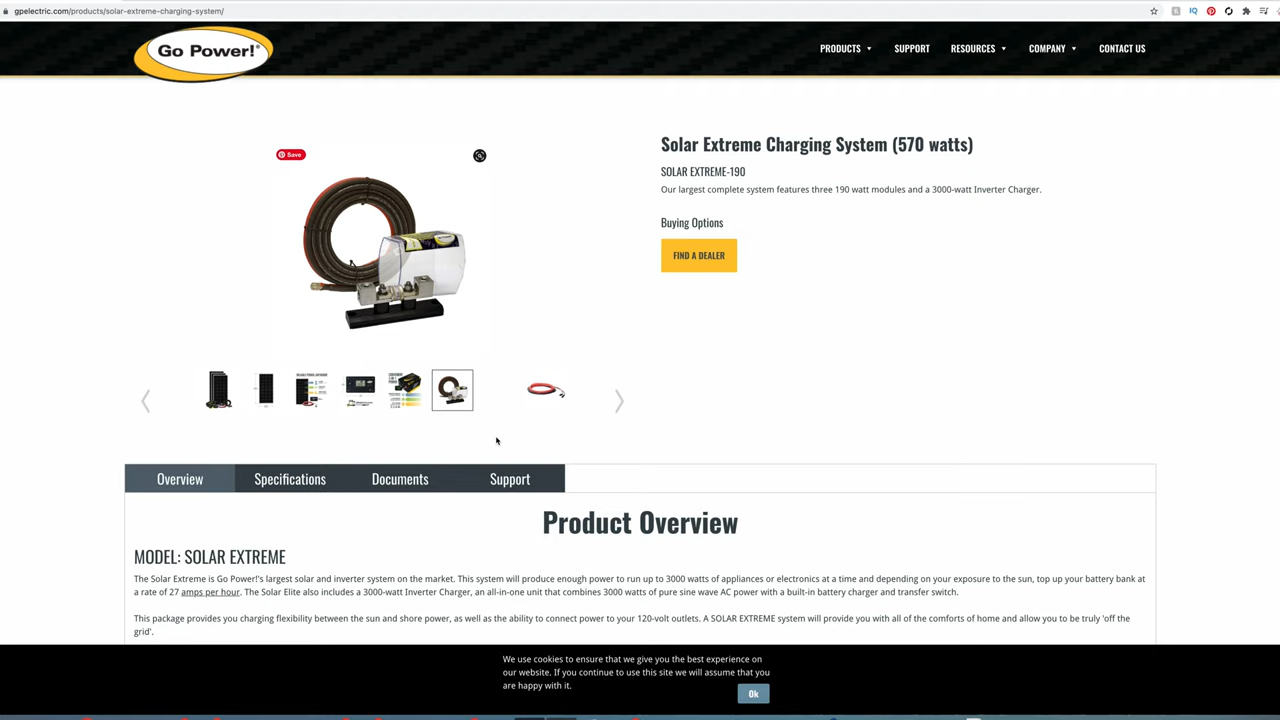 gpelectric.com/products/solar-extreme-charging-system/
Go Power!®
PRODUCTS
SUPPORT
RESOURCES
COMPANY
CONTACT US
Save
Solar Extreme Charging System (570 watts)
SOLAR EXTREME-190
Our largest complete system features three 190 watt modules and a 3000-watt Inverter Charger.
Buying Options
FIND A DEALER
Overview
Specifications
Documents
Support
Product Overview
MODEL: SOLAR EXTREME
The Solar Extreme is Go Power!'s largest solar and inverter system on the market. This system will produce enough power to run up to 3000 watts of appliances or electronics at a time and depending on your exposure to the sun, top up your battery bank at
a rate of 27 amps per hour. The Solar Elite also includes a 3000-watt Inverter Charger, an all-in-one unit that combines 3000 watts of pure sine wave AC power with a built-in battery charger and transfer switch.
This package provides you charging flexibility between the sun and shore power, as well as the ability to connect power to your 120-volt outlets. A SOLAR EXTREME system will provide you with all of the comforts of home and allow you to be truly 'off the
grid'.
We use cookies to ensure that we give you the best experience on
our website. If you continue to use this site we will assume that you
are happy with it.
Ok